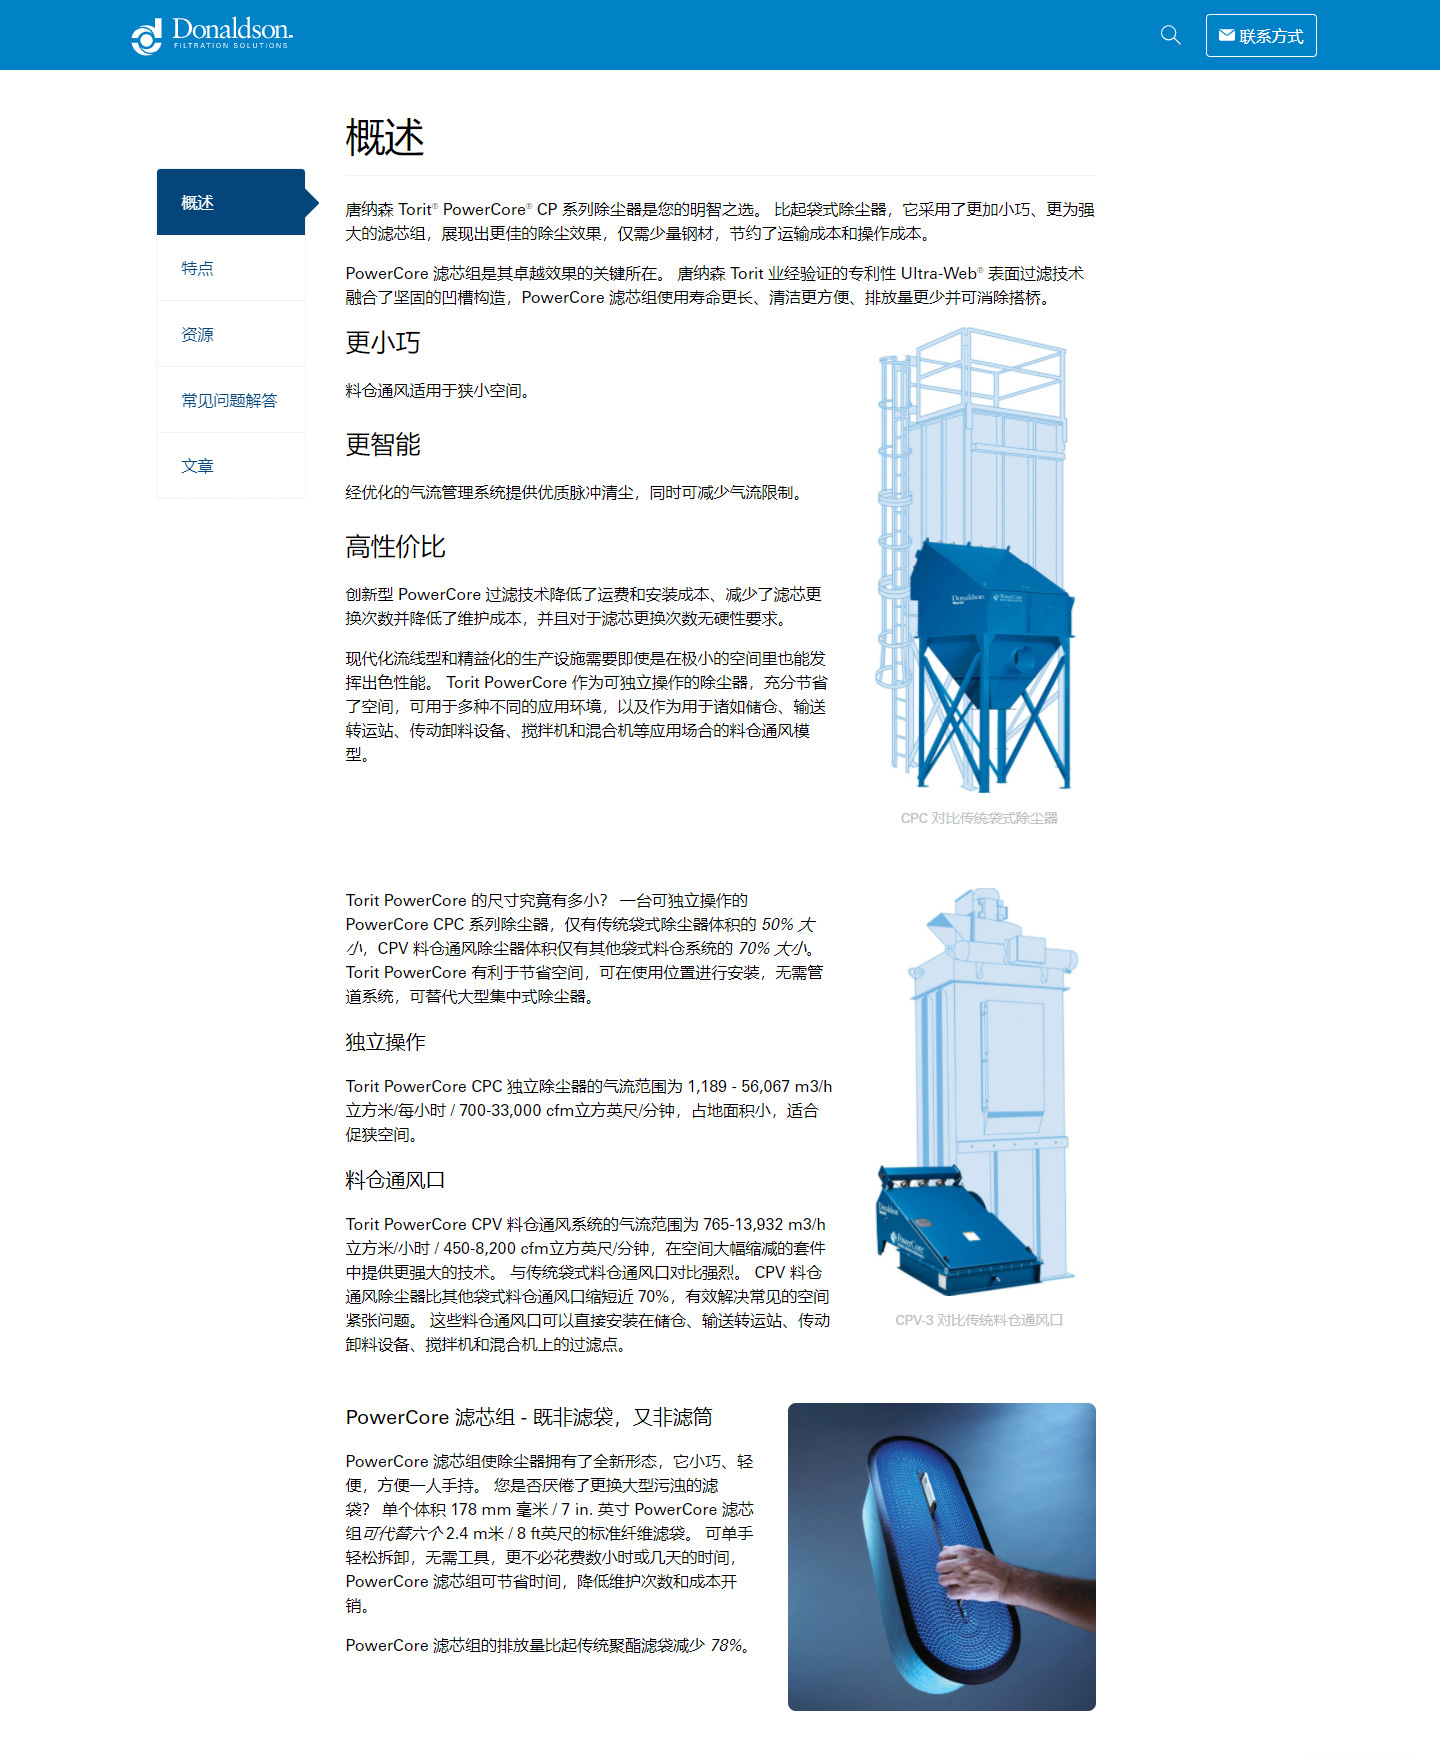 Donaldson.
FILTRATION SOLUTIONS
联系方式
概述
概述
特点
资源
常见问题解答
文章
唐纳森 Torit® PowerCore® CP 系列除尘器是您的明智之选。 比起袋式除尘器，它采用了更加小巧、更为强
大的滤芯组，展现出更佳的除尘效果，仅需少量钢材，节约了运输成本和操作成本。
PowerCore 滤芯组是其卓越效果的关键所在。 唐纳森 Torit 业经验证的专利性 Ultra-Web® 表面过滤技术
融合了坚固的凹槽构造，PowerCore 滤芯组使用寿命更长、清洁更方便、排放量更少并可消除搭桥。
更小巧
料仓通风适用于狭小空间。
更智能
经优化的气流管理系统提供优质脉冲清尘，同时可减少气流限制。
高性价比
创新型 PowerCore 过滤技术降低了运费和安装成本、减少了滤芯更
换次数并降低了维护成本，并且对于滤芯更换次数无硬性要求。
现代化流线型和精益化的生产设施需要即使是在极小的空间里也能发
挥出色性能。 Torit PowerCore 作为可独立操作的除尘器，充分节省
了空间，可用于多种不同的应用环境，以及作为用于诸如储仓、输送
转运站、传动卸料设备、搅拌机和混合机等应用场合的料仓通风模
型。
Donaldson.
PowerCore
CPC 对比传统袋式除尘器
Torit PowerCore 的尺寸究竟有多小？ 一台可独立操作的
PowerCore CPC 系列除尘器，仅有传统袋式除尘器体积的 50% 大
小，CPV 料仓通风除尘器体积仅有其他袋式料仓系统的 70% 大小。
Torit PowerCore 有利于节省空间，可在使用位置进行安装，无需管
道系统，可替代大型集中式除尘器。
独立操作
Torit PowerCore CPC 独立除尘器的气流范围为 1,189 - 56,067 m3/h
立方米/每小时 / 700-33,000 cfm立方英尺/分钟，占地面积小，适合
促狭空间。
料仓通风口
Torit PowerCore CPV 料仓通风系统的气流范围为 765-13,932 m3/h
立方米/小时 / 450-8,200 cfm立方英尺/分钟，在空间大幅缩减的套件
中提供更强大的技术。 与传统袋式料仓通风口对比强烈。 CPV 料仓
通风除尘器比其他袋式料仓通风口缩短近 70%，有效解决常见的空间
紧张问题。 这些料仓通风口可以直接安装在储仓、输送转运站、传动
卸料设备、搅拌机和混合机上的过滤点。
Donaldson
PowerCore
CPV-3 对比传统料仓通风口
PowerCore 滤芯组 - 既非滤袋，又非滤筒
PowerCore 滤芯组使除尘器拥有了全新形态，它小巧、轻
便，方便一人手持。 您是否厌倦了更换大型污浊的滤
袋？ 单个体积 178 mm 毫米 / 7 in. 英寸 PowerCore 滤芯
组可代替六个 2.4 m米 / 8 ft英尺的标准纤维滤袋。 可单手
轻松拆卸，无需工具，更不必花费数小时或几天的时间，
PowerCore 滤芯组可节省时间，降低维护次数和成本开
销。
PowerCore 滤芯组的排放量比起传统聚酯滤袋减少 78%。